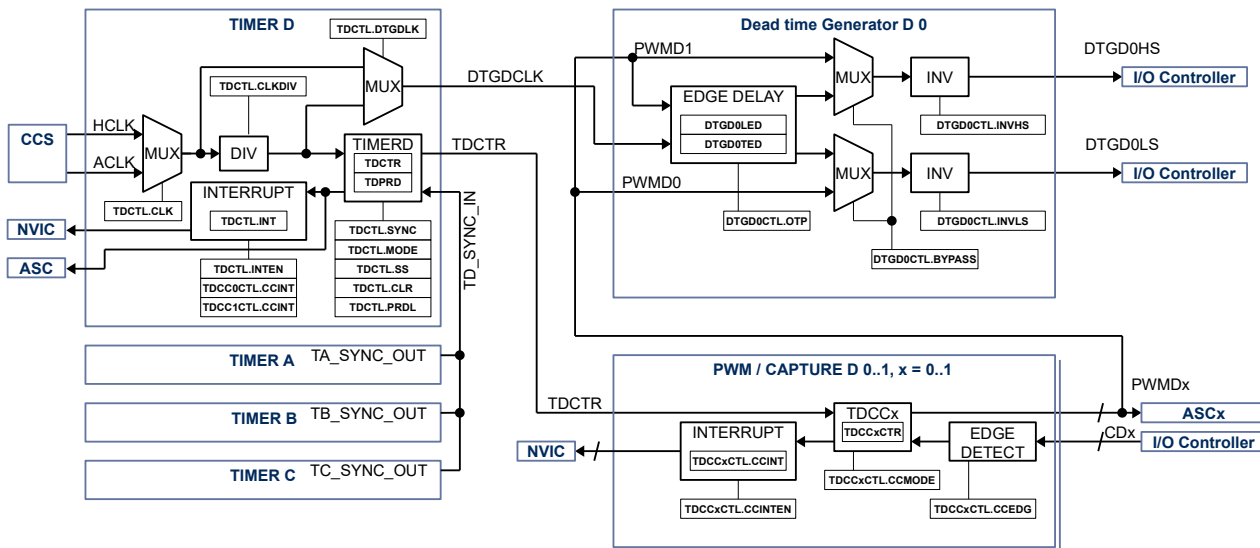 TIMER D
TDCTL.DTGDLK
TDCTL.CLKDIV
CCS
HCLK
ACLK
MUX
DIV
MUX
DTGDCLK
TIMERD
TDCTR
TDPRD
TDCTR
TDCTL.CLK
INTERRUPT
TDCTL.INT
NVIC
ASC
TDCTL.INTEN
TDCC0CTL.CCINT
TDCC1CTL.CCINT
TDCTL.SYNC
TDCTL.MODE
TDCTL.SS
TDCTL.CLR
TDCTL.PRDL
TD_SYNC_IN
TIMER A
TA_SYNC_OUT
TIMER B
TB_SYNC_OUT
TIMER C
TC_SYNC_OUT
Dead time Generator D 0
PWMD1
EDGE DELAY
DTGD0LED
DTGD0TED
PWMD0
DTGD0CTL.OTP
MUX
INV
DTGD0CTL.INVHS
DTGD0HS
I/O Controller
MUX
INV
DTGD0CTL.INVLS
DTGD0LS
I/O Controller
DTGD0CTL.BYPASS
PWM / CAPTURE D 0..1, x = 0..1
TDCTR
TDCCx
TDCCxCTR
PWMDx
ASCx
NVIC
INTERRUPT
TDCCxCTL.CCINT
EDGE
DETECT
CDx
I/O Controller
TDCCxCTL.CCMODE
TDCCxCTL.CCINTEN
TDCCxCTL.CCEDG